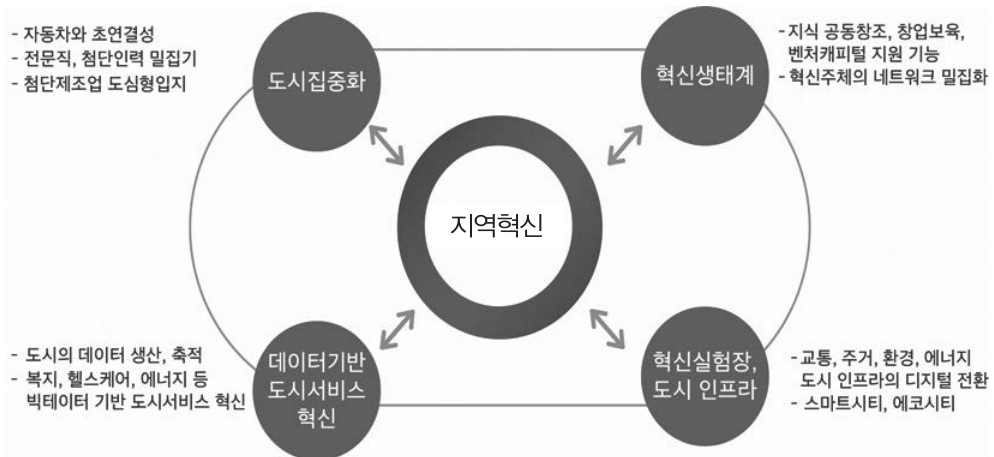 - 자동차와 초연결성
- 전문직, 첨단인력 밀집기
- 첨단제조업 도심형입지
도시집중화
혁신생태계
- 지식 공동창조, 창업보육,
벤처캐피털 지원 기능
- 혁신주체의 네트워크 밀집화
지역혁신
- 도시의 데이터 생산, 축적
- 복지, 헬스케어, 에너지 등
빅테이터 기반 도시서비스 혁신
데이터기반
도시서비스
혁신
혁신실험장,
도시 인프라
- 교통, 주거, 환경, 에너지
도시 인프라의 디지털 전환
- 스마트시티, 에코시티